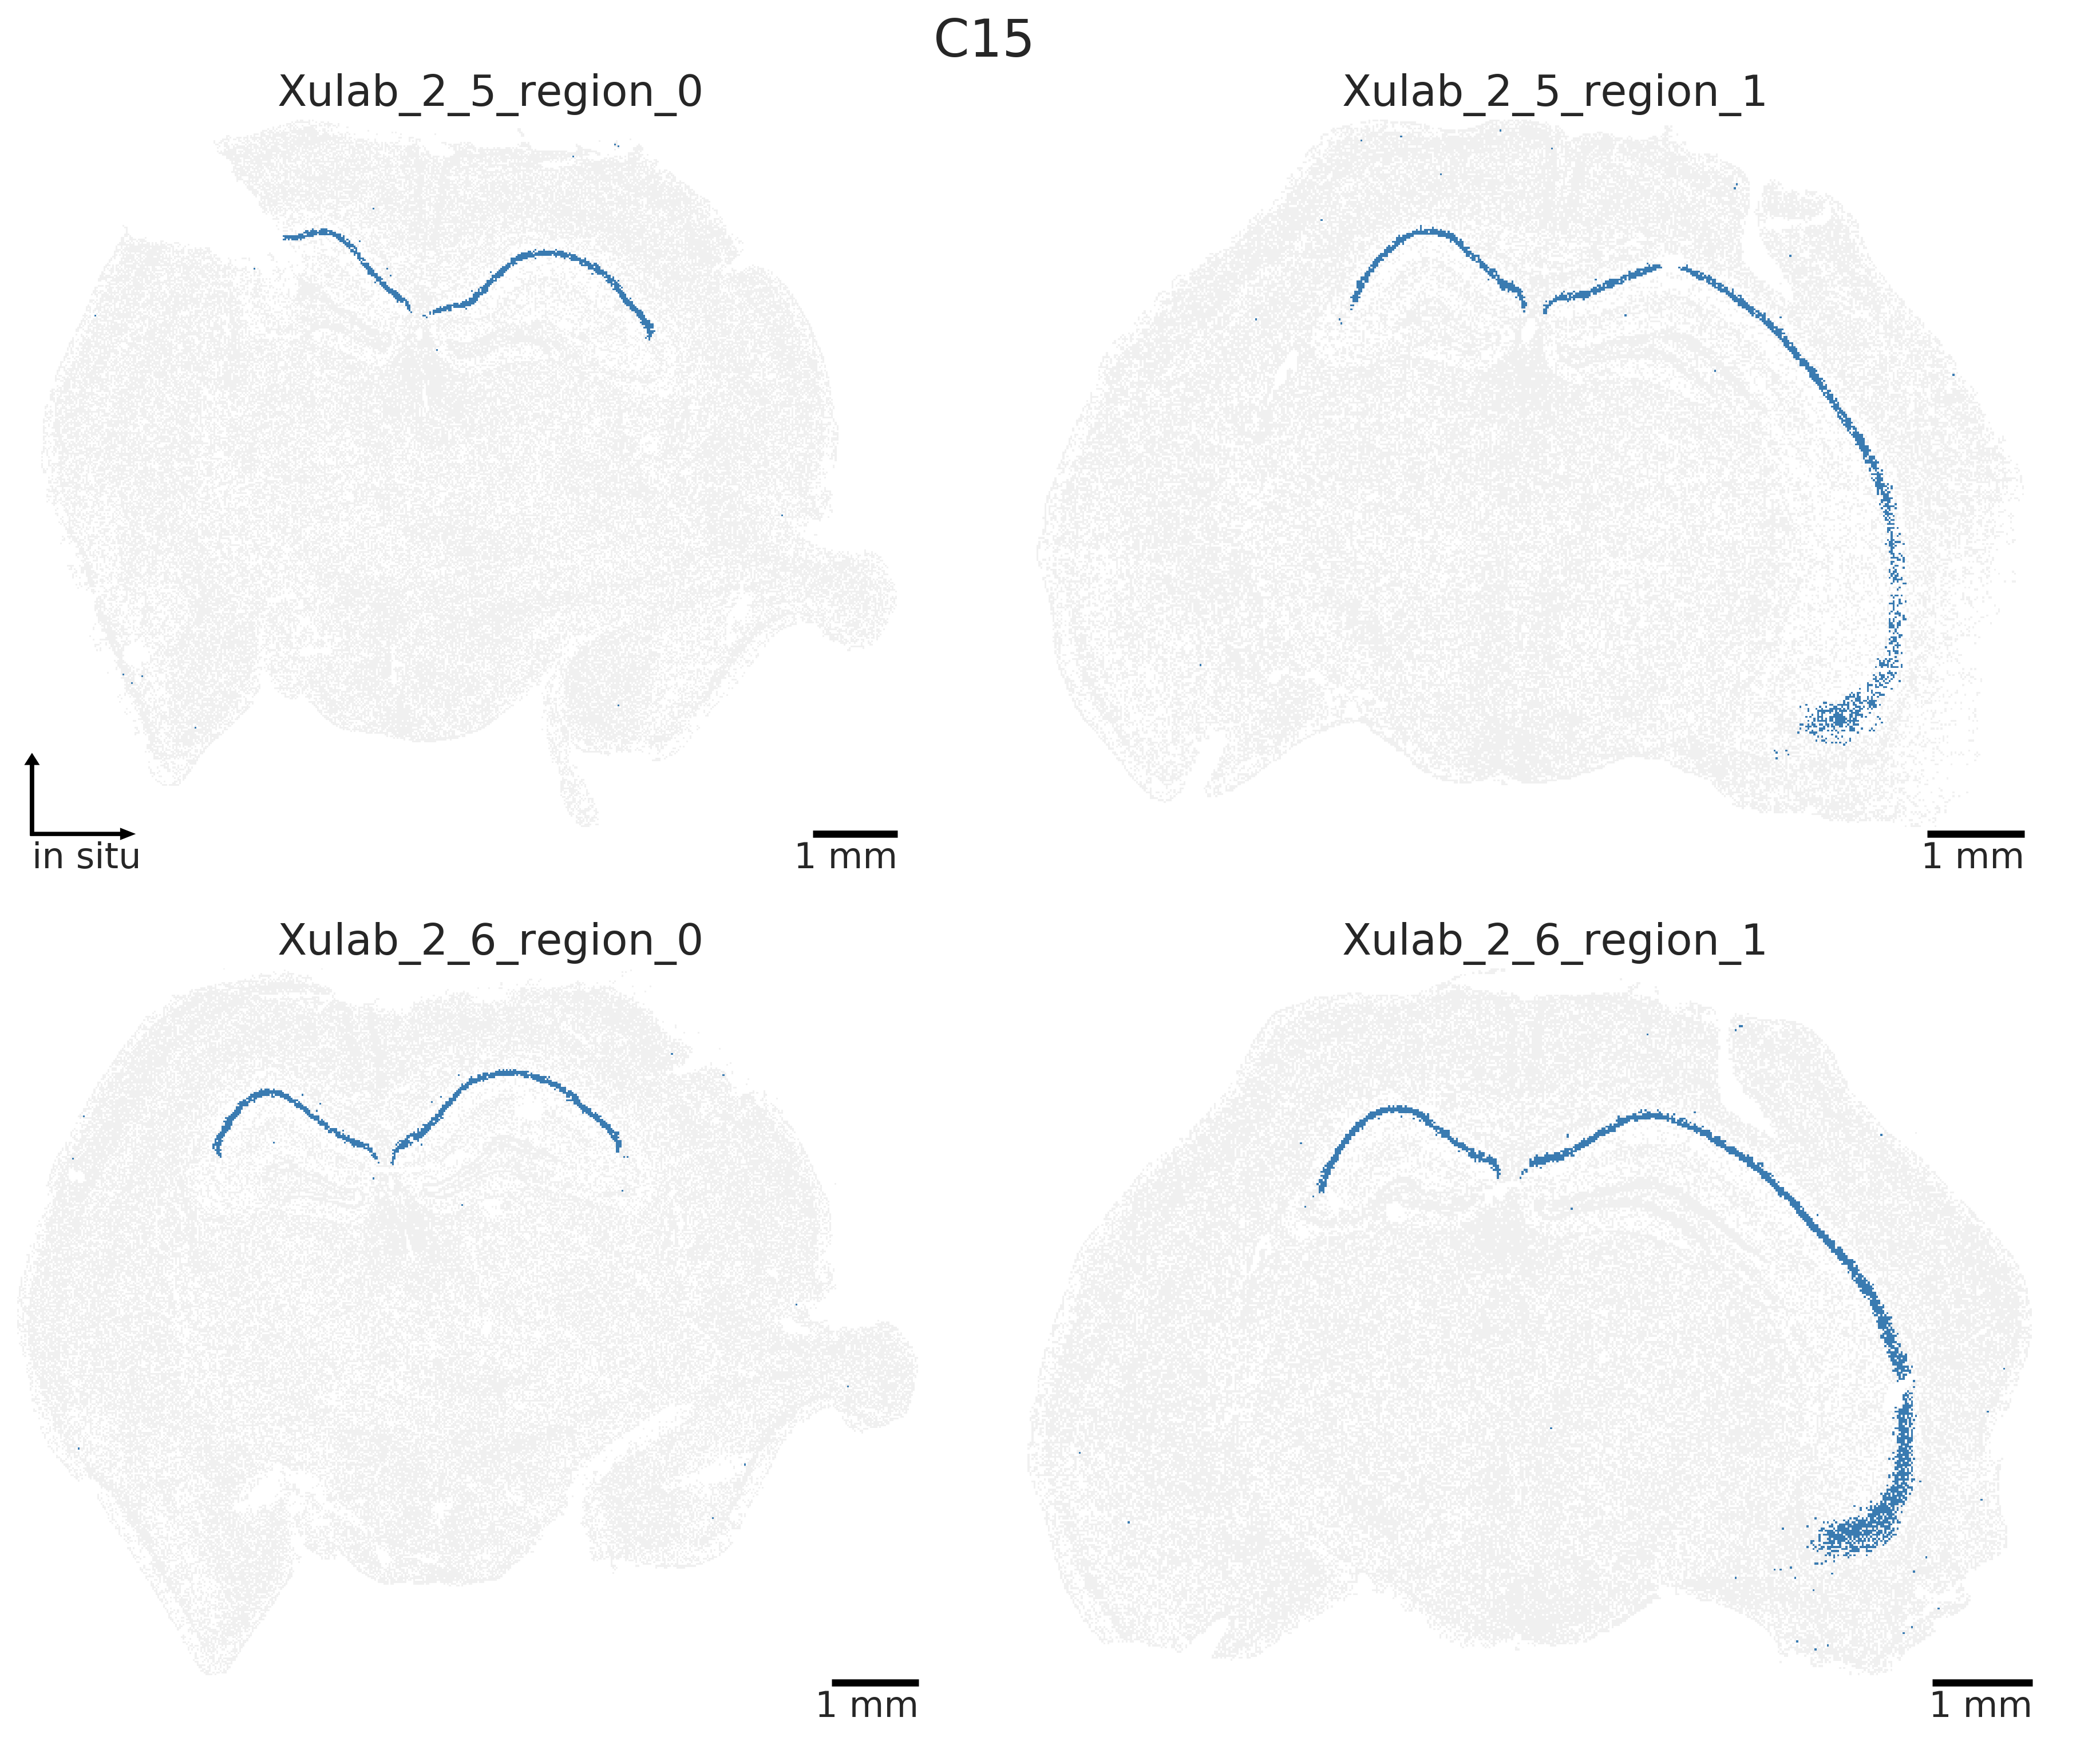 C15
Xulab_2_5_region_0
Xulab_2_5_region_1
in situ
1 mm
1 mm
Xulab_2_6_region_0
Xulab_2_6_region_1
1 mm
1 mm